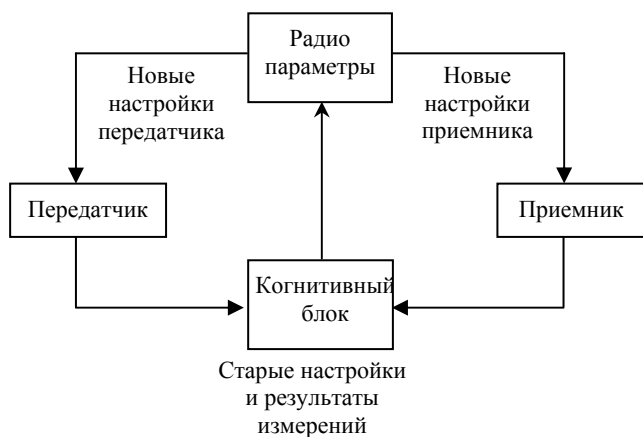 Радио
параметры
Новые
настройки
передатчика
Новые
настройки
приемника
Передатчик
Приемник
Когнитивный
блок
Старые настройки
и результаты
измерений